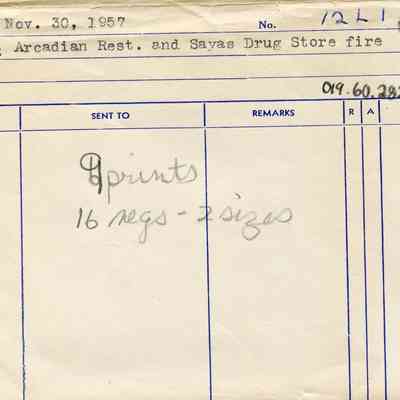 Nov. 30, 1957 No. 12L1
Arcadian Rest. and Sayas Drug Store fire
019.60.282
SENT TO REMARKS R A
9 prints
16 negs - 2 sizes